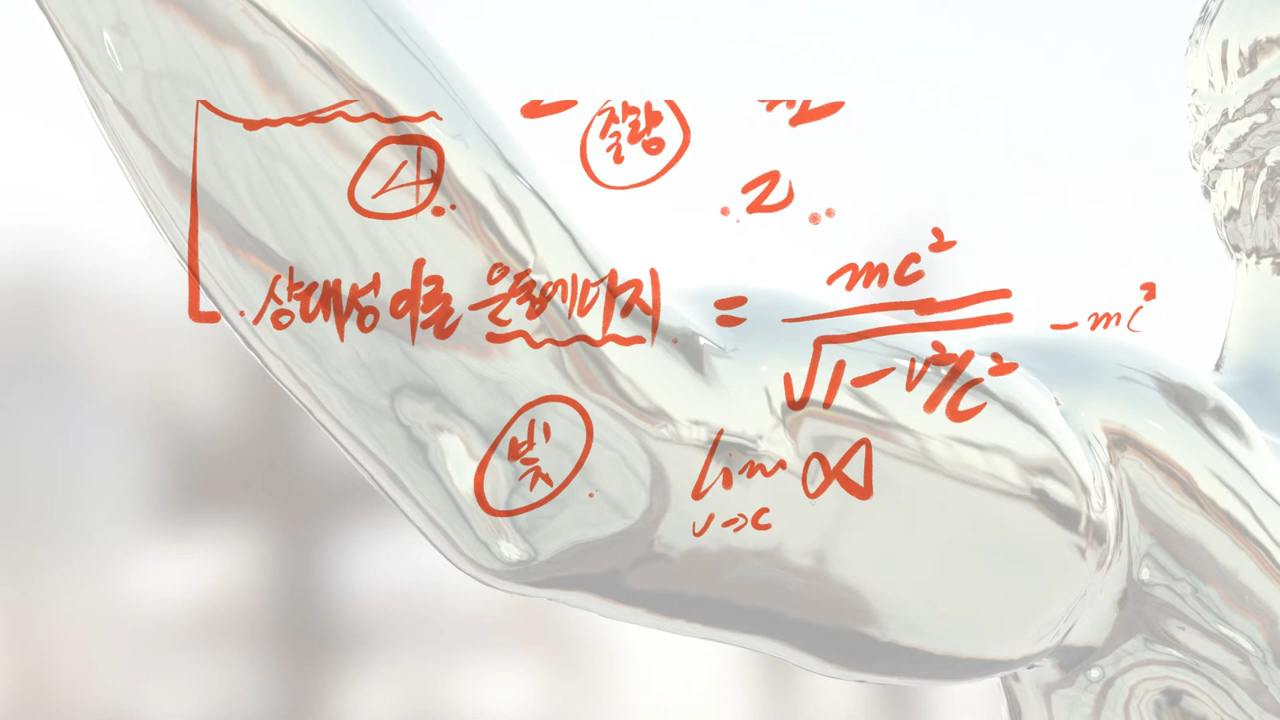 질량
④
2
상대성 이론 운동에너지 = mc² / √1-v²/c² - mc²
빛 lim ∞
v→c